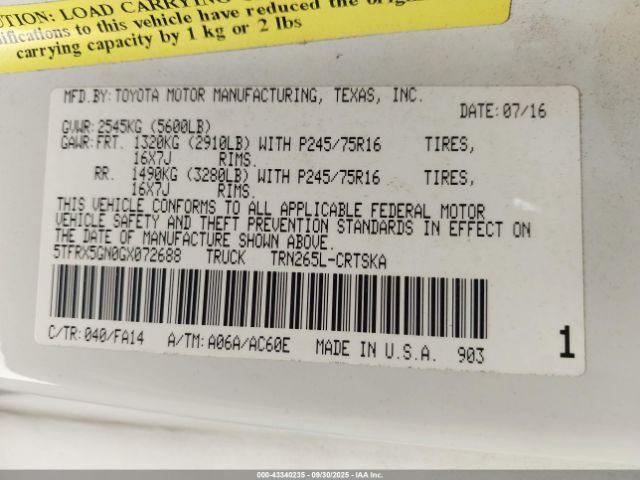 CAUTION: LOAD CARRYING
modifications to this vehicle have reduced the original
carrying capacity by 1 kg or 2 lbs
MFD.BY:TOYOTA MOTOR MANUFACTURING, TEXAS, INC.
DATE:07/16
GVWR:2545KG (5600LB)
GAWR:FRT. 1320KG (2910LB) WITH P245/75R16 TIRES,
16X7J RIMS.
RR. 1490KG (3280LB) WITH P245/75R16 TIRES,
16X7J RIMS.
THIS VEHICLE CONFORMS TO ALL APPLICABLE FEDERAL MOTOR
VEHICLE SAFETY AND THEFT PREVENTION STANDARDS IN EFFECT ON
THE DATE OF MANUFACTURE SHOWN ABOVE.
5TFRX5GN0GX072688 TRUCK TRN265L-CRTSKA
C/TR:040/FA14 A/TM:A06A/AC60E MADE IN U.S.A. 903 1
000-43340235 - 09/30/2025 - IAAI, Inc.